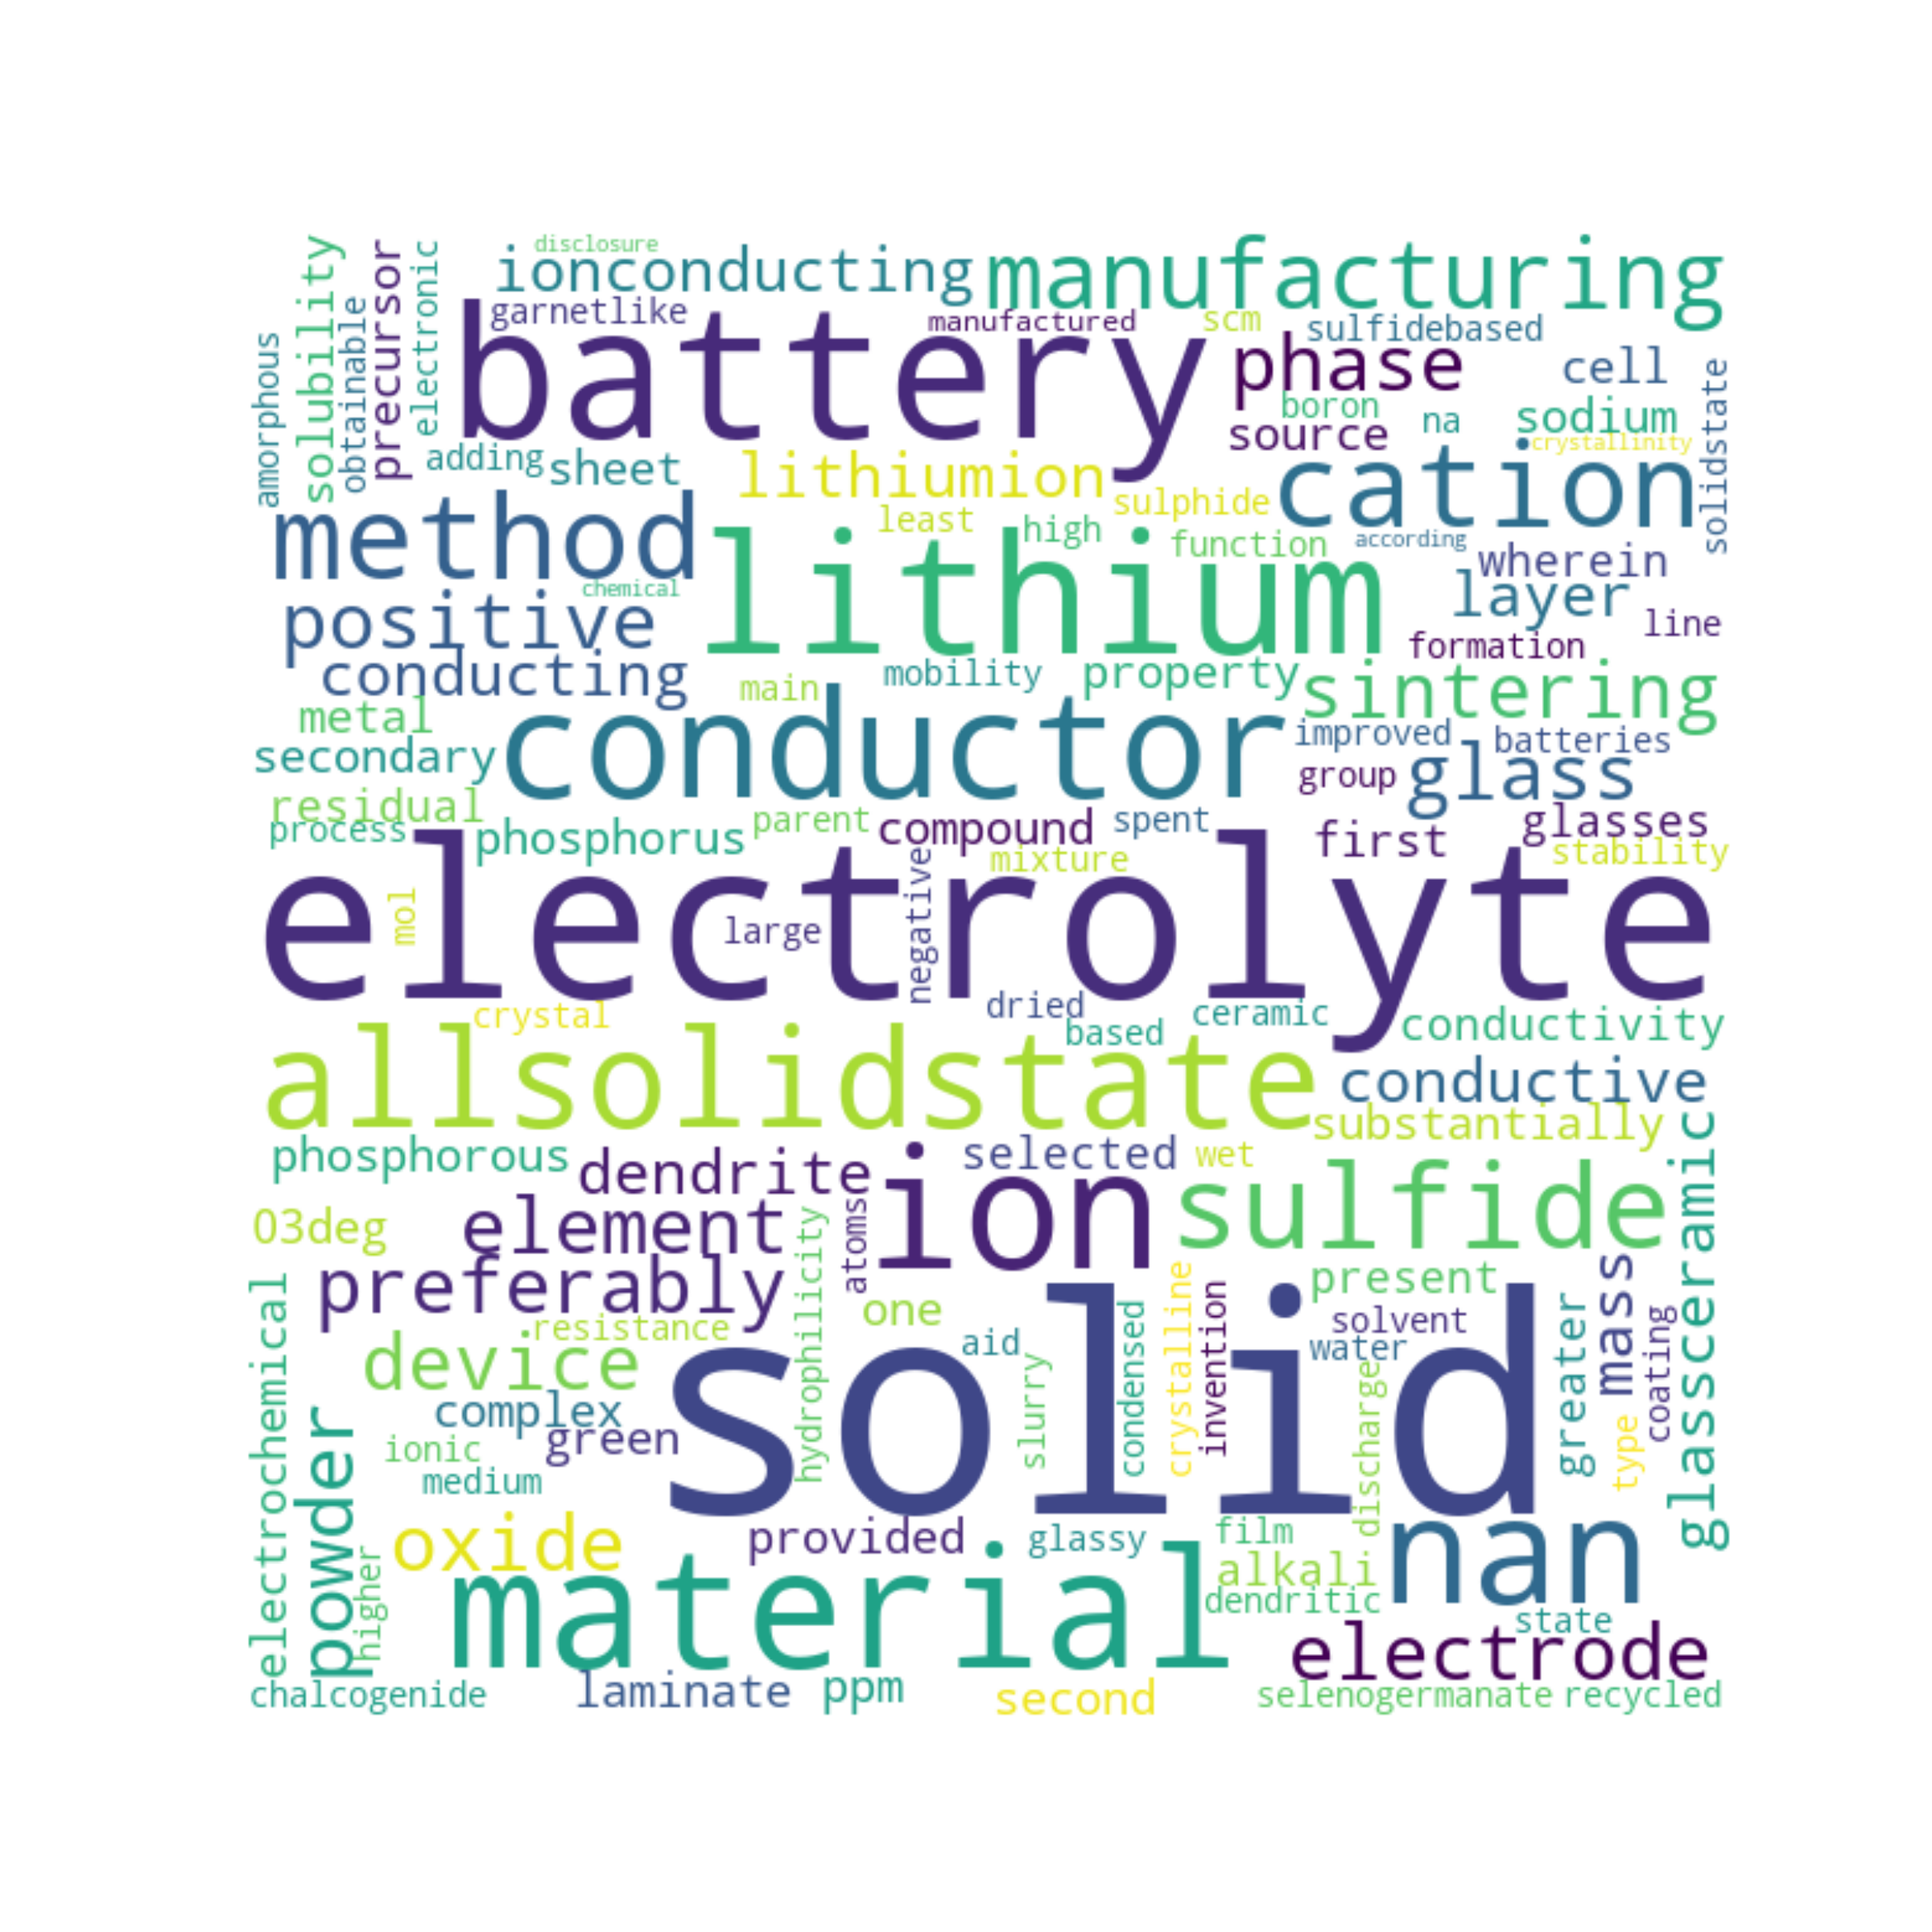 disclosure
ionconducting
manufacturing
solubility
precursor
electronic
obtainable
amorphous
garnetlike
manufactured
scm
sulfidebased
battery
phase
cell
solidstate
boron
na
sodium
source
crystallinity
adding
sheet
lithiumion
sulphide
cation
method
least
high
function
according
wherein
chemical
lithium
layer
positive
line
formation
conducting
mobility
property
sintering
main
metal
conductor
improved
batteries
secondary
group
glass
residual
process
phosphorus
parent
compound
spent
first
glasses
mixture
stability
electrolyte
mol
large
negative
crystal
dried
based
ceramic
conductivity
allsolidstate
conductive
substantially
phosphorous
dendrite
selected
wet
glassceramic
03deg
element
atoms
ion
sulfide
hydrophilicity
preferably
present
mass
electrochemical
one
condensed
crystalline
invention
solvent
greater
coating
resistance
device
aid
water
slurry
discharge
type
complex
green
solid
powder
ionic
medium
oxide
provided
glassy
film
nan
higher
alkali
material
dendritic
state
electrode
chalcogenide
laminate
ppm
second
selenogermanate
recycled